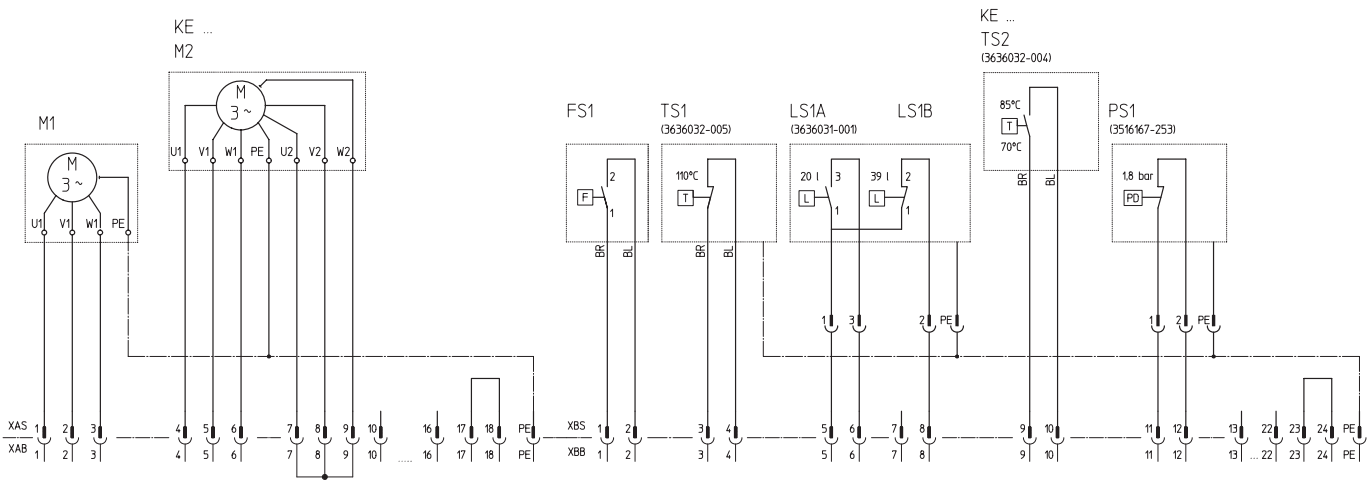 KE ...
M2
M
3 ~
U1 V1 W1 PE U2 V2 W2
M1
M
3 ~
U1 V1 W1 PE
FS1
F
2
1
BR BL
TS1
(3636032-005)
110°C
T
BR BL
LS1A
(3636031-001)
20 l
3
L
1
LS1B
39 l
2
L
1
1 3 2 PE
KE ...
TS2
(3636032-004)
85°C
T
70°C
BR BL
PS1
(3516167-253)
1,8 bar
PD
1 2 PE
XAS 1 2 3 4 5 6 7 8 9 10 16 17 18 PE
XAB 1 2 3 4 5 6 7 8 9 10 ..... 16 17 18 PE
XBS 1 2 3 4 5 6 7 8 9 10 11 12 13 22 23 24 PE
XBB 1 2 3 4 5 6 7 8 9 10 11 12 13 ... 22 23 24 PE